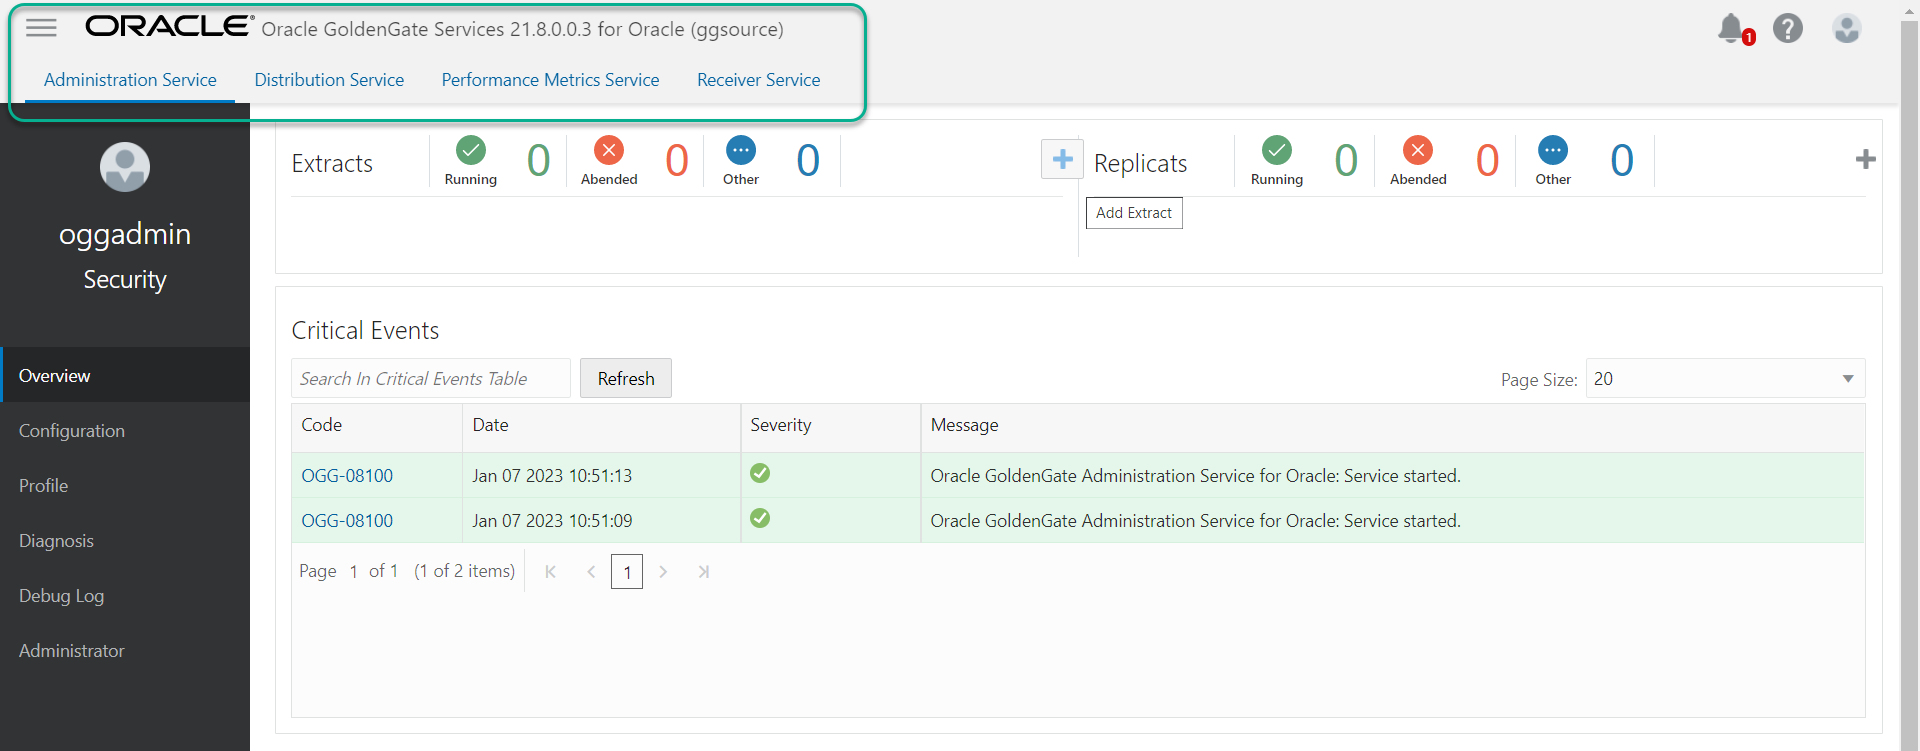 ORACLE® Oracle GoldenGate Services 21.8.0.0.3 for Oracle (ggsource)
1
?
Administration Service Distribution Service Performance Metrics Service Receiver Service
oggadmin
Security
Overview
Configuration
Profile
Diagnosis
Debug Log
Administrator
Extracts
Running 0
Abended 0
Other 0
Replicats
Running 0
Abended 0
Other 0
Add Extract
Critical Events
Search In Critical Events Table Refresh Page Size: 20
Code Date Severity Message
OGG-08100 Jan 07 2023 10:51:13 Oracle GoldenGate Administration Service for Oracle: Service started.
OGG-08100 Jan 07 2023 10:51:09 Oracle GoldenGate Administration Service for Oracle: Service started.
Page 1 of 1 (1 of 2 items) 1